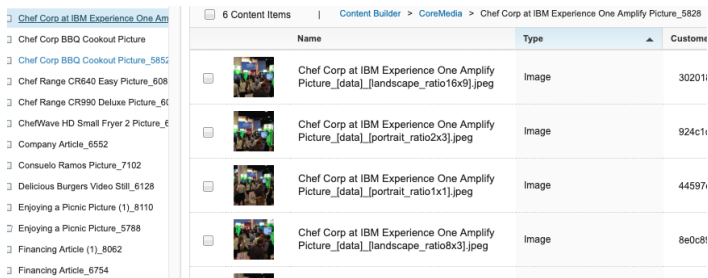 Chef Corp at IBM Experience One Am
Chef Corp BBQ Cookout Picture
Chef Corp BBQ Cookout Picture_5852
Chef Range CR640 Easy Picture_608
Chef Range CR990 Deluxe Picture_60
ChefWave HD Small Fryer 2 Picture_6
Company Article_6552
Consuelo Ramos Picture_7102
Delicious Burgers Video Still_6128
Enjoying a Picnic Picture (1)_8110
Enjoying a Picnic Picture_5788
Financing Article (1)_8062
Financing Article_6754
6 Content Items | Content Builder > CoreMedia > Chef Corp at IBM Experience One Amplify Picture_5828
Name Type Custome
Chef Corp at IBM Experience One Amplify
Picture_[data]_[landscape_ratio16x9].jpeg
Image 302018
Chef Corp at IBM Experience One Amplify
Picture_[data]_[portrait_ratio2x3].jpeg
Image 924c1
Chef Corp at IBM Experience One Amplify
Picture_[data]_[portrait_ratio1x1].jpeg
Image 44597
Chef Corp at IBM Experience One Amplify
Picture_[data]_[landscape_ratio8x3].jpeg
Image 8e0c8